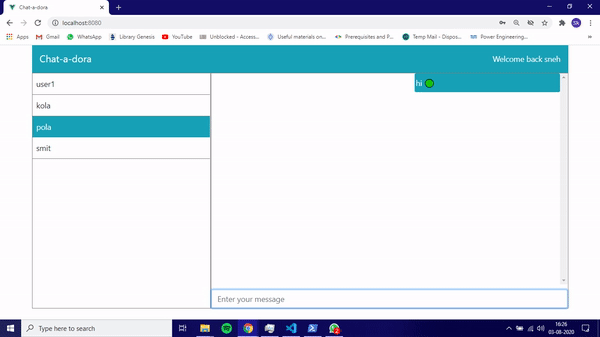 Chat-a-dora
localhost:8080
Apps
Gmail
WhatsApp
Library Genesis
YouTube
Unblocked - Access...
Useful materials on...
Prerequisites and P...
Temp Mail - Dispos...
Power Engineering...
Chat-a-dora
Welcome back sneh
user1
kola
pola
smit
hi
Enter your message
Type here to search
16:26
03-08-2020